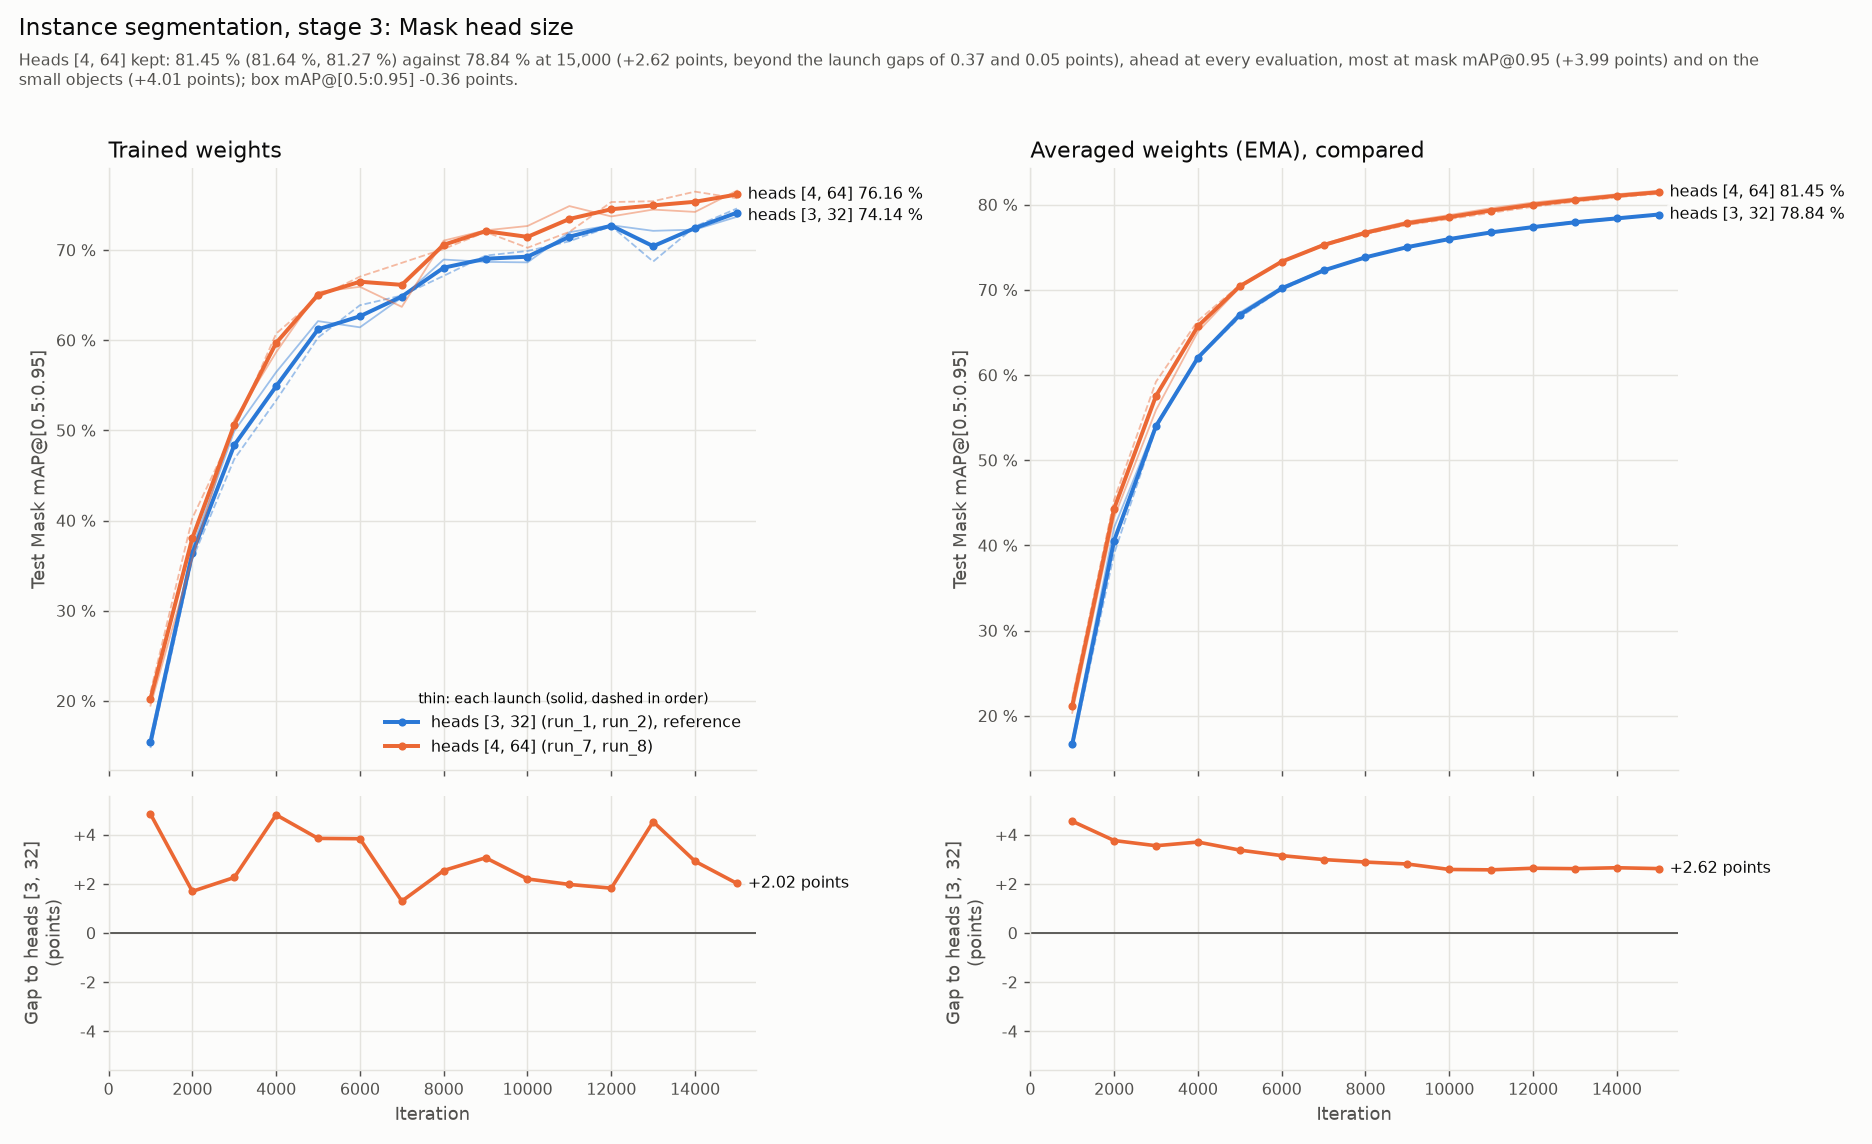 Instance segmentation, stage 3: Mask head size
Heads [4, 64] kept: 81.45 % (81.64 %, 81.27 %) against 78.84 % at 15,000 (+2.62 points, beyond the launch gaps of 0.37 and 0.05 points), ahead at every evaluation, most at mask mAP@0.95 (+3.99 points) and on the
small objects (+4.01 points); box mAP@[0.5:0.95] -0.36 points.
Trained weights
Test Mask mAP@[0.5:0.95]
70 %
60 %
50 %
40 %
30 %
20 %
heads [4, 64] 76.16 %
heads [3, 32] 74.14 %
thin: each launch (solid, dashed in order)
heads [3, 32] (run_1, run_2), reference
heads [4, 64] (run_7, run_8)
Gap to heads [3, 32]
(points)
+4
+2
0
-2
-4
+2.02 points
0
2000
4000
6000
8000
10000
12000
14000
Iteration
Averaged weights (EMA), compared
Test Mask mAP@[0.5:0.95]
80 %
70 %
60 %
50 %
40 %
30 %
20 %
heads [4, 64] 81.45 %
heads [3, 32] 78.84 %
Gap to heads [3, 32]
(points)
+4
+2
0
-2
-4
+2.62 points
0
2000
4000
6000
8000
10000
12000
14000
Iteration